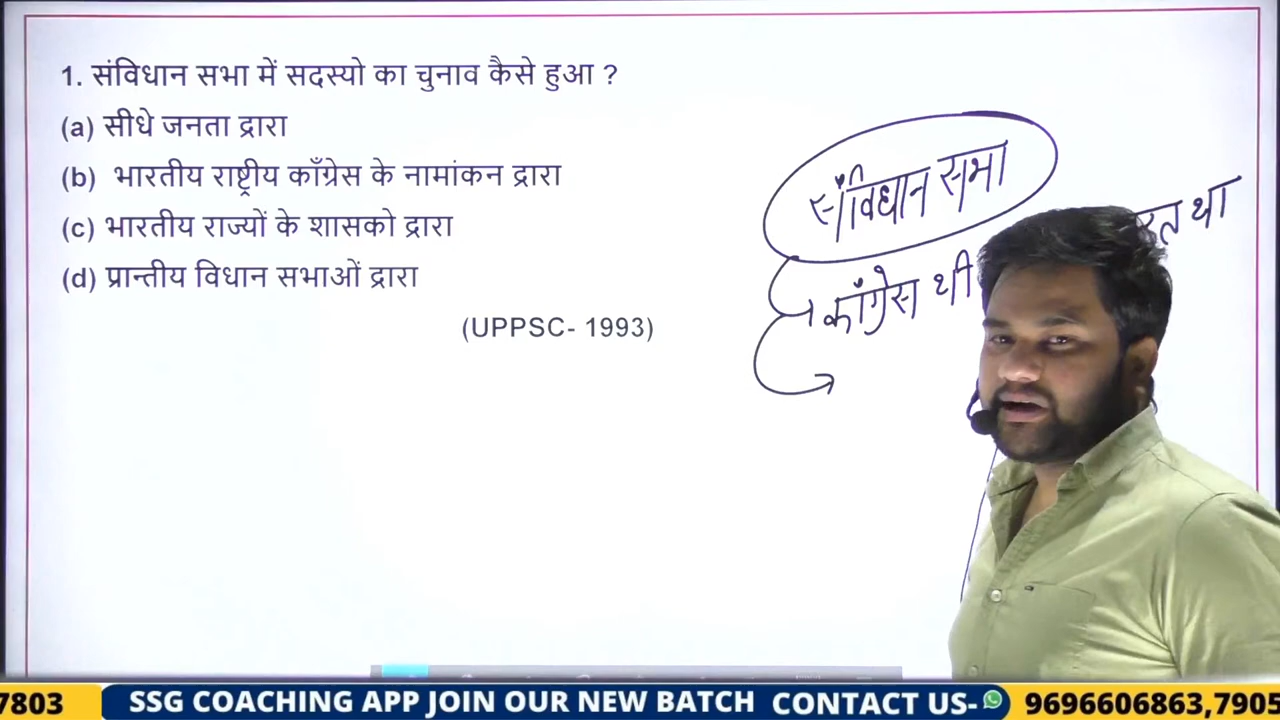 1. संविधान सभा में सदस्यो का चुनाव कैसे हुआ ?
(a) सीधे जनता द्रारा
(b) भारतीय राष्ट्रीय काँग्रेस के नामांकन द्रारा
(c) भारतीय राज्यों के शासको द्रारा
(d) प्रान्तीय विधान सभाओं द्रारा
(UPPSC- 1993)
संविधान सभा
काँग्रेस थी
था
7803 SSG COACHING APP JOIN OUR NEW BATCH CONTACT US- 9696606863,7905